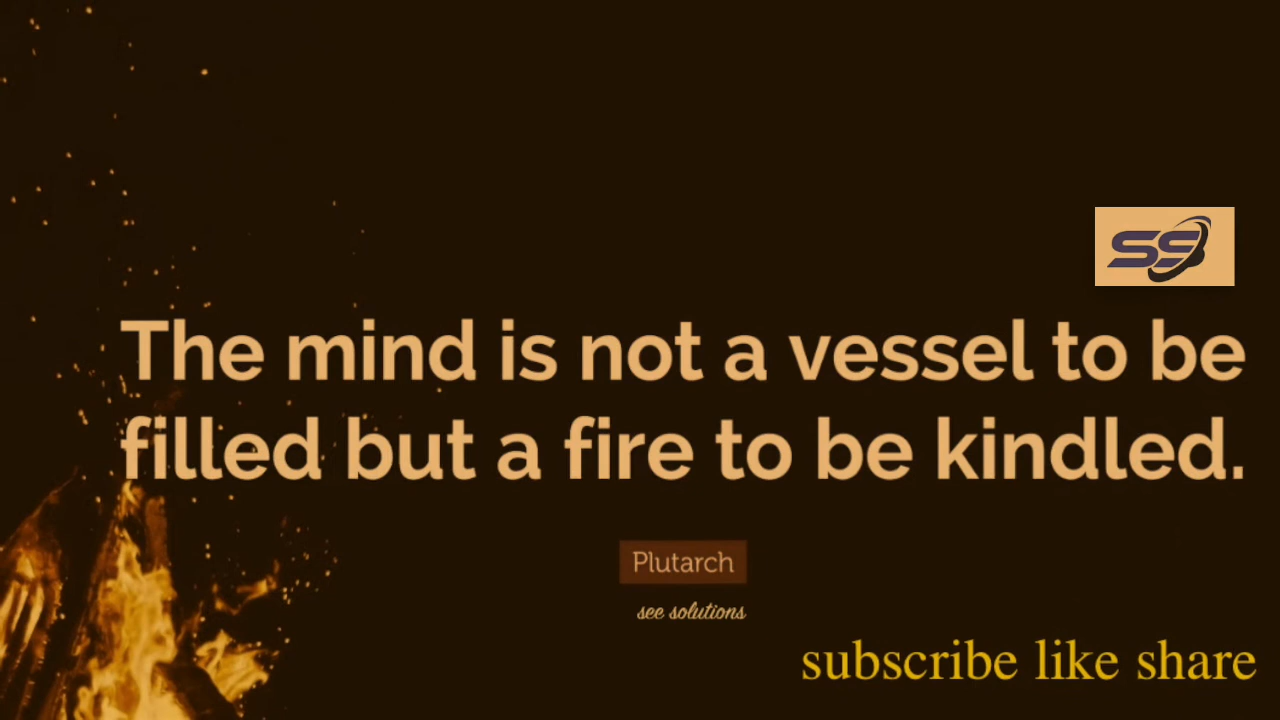 SS
The mind is not a vessel to be
filled but a fire to be kindled.
Plutarch
see solutions
subscribe like share